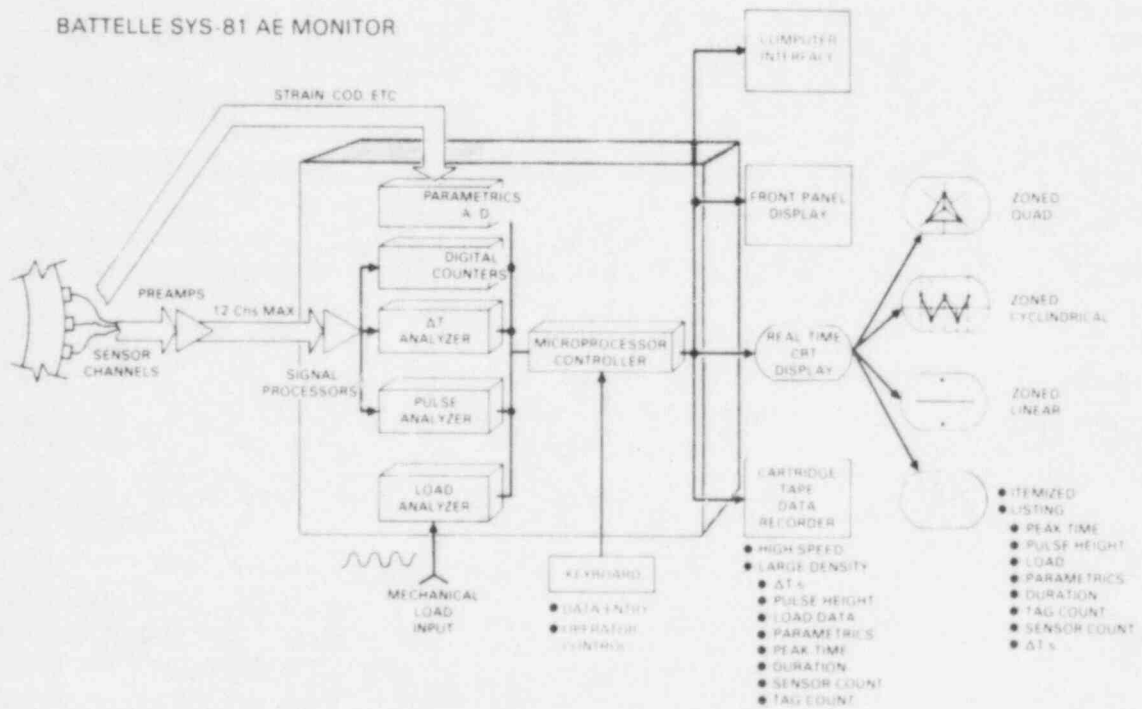 BATTELLE SYS-81 AE MONITOR
STRAIN COD ETC
COMPUTER
INTERFACE
PARAMETRICS
A D
FRONT PANEL
DISPLAY
ZONED
QUAD
DIGITAL
COUNTERS
PREAMPS
12 Chs MAX
SENSOR
CHANNELS
SIGNAL
PROCESSORS
ΔT
ANALYZER
MICROPROCESSOR
CONTROLLER
REAL TIME
CRT
DISPLAY
ZONED
CYLINDRICAL
PULSE
ANALYZER
ZONED
LINEAR
LOAD
ANALYZER
MECHANICAL
LOAD
INPUT
KEYBOARD
● DATA ENTRY
● OPERATOR
CONTROL
CARTRIDGE
TAPE
DATA
RECORDER
● HIGH SPEED
● LARGE DENSITY
● ΔT s
● PULSE HEIGHT
● LOAD DATA
● PARAMETRICS
● PEAK TIME
● DURATION
● SENSOR COUNT
● TAG COUNT
● ITEMIZED
● LISTING
● PEAK TIME
● PULSE HEIGHT
● LOAD
● PARAMETRICS
● DURATION
● TAG COUNT
● SENSOR COUNT
● ΔT s